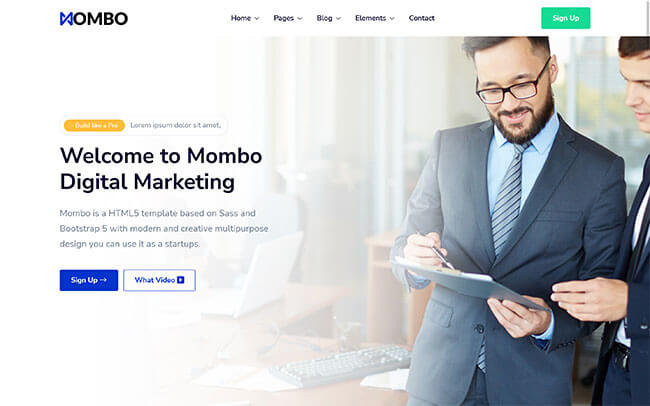 MOMBO
Home Pages Blog Elements Contact Sign Up
Build like a Pro Lorem ipsum dolor sit amet,
Welcome to Mombo
Digital Marketing
Mombo is a HTML5 template based on Sass and
Bootstrap 5 with modern and creative multipurpose
design you can use it as a startups.
Sign Up → What Video